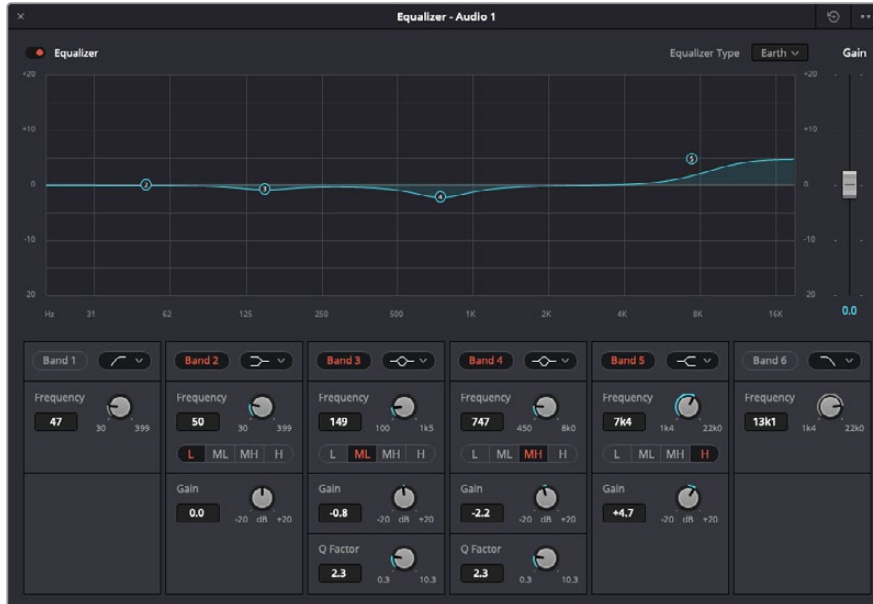 Equalizer - Audio 1
Equalizer
Equalizer Type Earth Gain
+20 +20
+10 +10
0 0
-10 -10
20 20
2 3 4 5
Hz 31 62 125 250 500 1K 2K 4K 8K 16K
0.0
Band 1 Band 2 Band 3 Band 4 Band 5 Band 6
Frequency Frequency Frequency Frequency Frequency Frequency
47 30 399 50 30 399 149 100 1k5 747 450 8k0 7k4 1k4 22k0 13k1 1k4 22k0
L ML MH H L ML MH H L ML MH H L ML MH H
Gain Gain Gain Gain
0.0 -20 dB +20 -0.8 -20 dB +20 -2.2 -20 dB +20 +4.7 -20 dB +20
Q Factor Q Factor
2.3 0.3 10.3 2.3 0.3 10.3